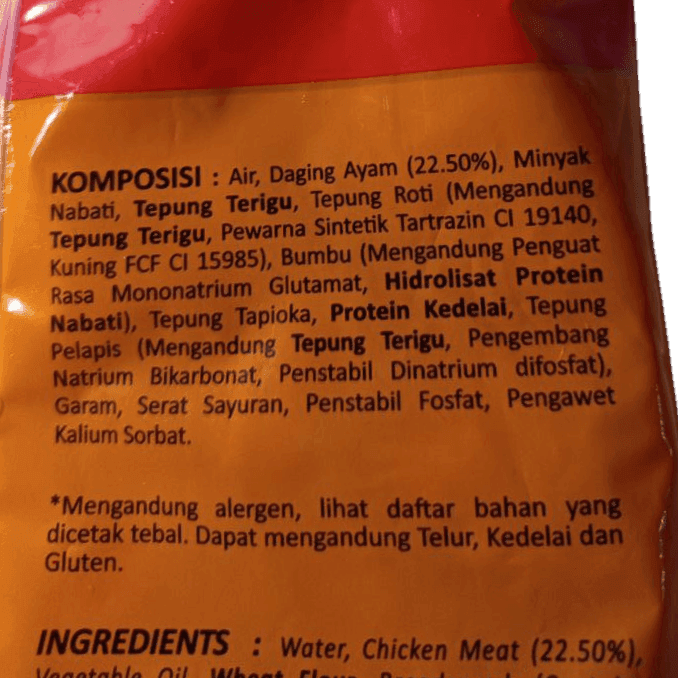 KOMPOSISI : Air, Daging Ayam (22.50%), Minyak
Nabati, Tepung Terigu, Tepung Roti (Mengandung
Tepung Terigu, Pewarna Sintetik Tartrazin CI 19140,
Kuning FCF CI 15985), Bumbu (Mengandung Penguat
Rasa Mononatrium Glutamat, Hidrolisat Protein
Nabati), Tepung Tapioka, Protein Kedelai, Tepung
Pelapis (Mengandung Tepung Terigu, Pengembang
Natrium Bikarbonat, Penstabil Dinatrium difosfat),
Garam, Serat Sayuran, Penstabil Fosfat, Pengawet
Kalium Sorbat.
*Mengandung alergen, lihat daftar bahan yang
dicetak tebal. Dapat mengandung Telur, Kedelai dan
Gluten.
INGREDIENTS : Water, Chicken Meat (22.50%),
Vegetable Oil, Wheat Flour,